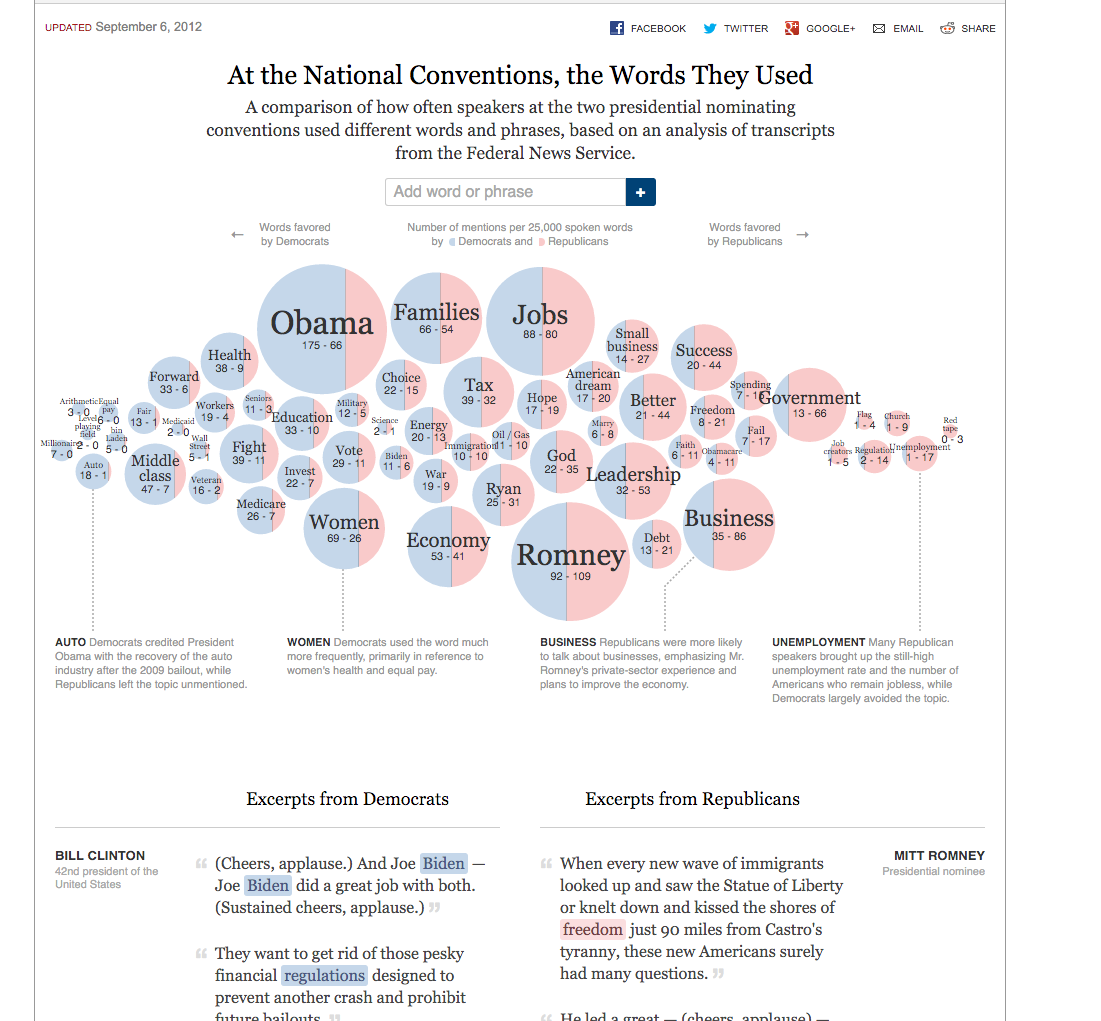 UPDATED September 6, 2012
FACEBOOK TWITTER GOOGLE+ EMAIL SHARE
At the National Conventions, the Words They Used
A comparison of how often speakers at the two presidential nominating
conventions used different words and phrases, based on an analysis of transcripts
from the Federal News Service.
Add word or phrase
+
← Words favored
by Democrats
Number of mentions per 25,000 spoken words
by Democrats and Republicans
Words favored →
by Republicans
Obama
175 - 66
Families
66 - 54
Jobs
88 - 80
Small
business
14 - 27
Success
20 - 44
Health
38 - 9
Forward
33 - 6
Choice
22 - 15
Tax
39 - 32
American
dream
17 - 20
Hope
17 - 19
Better
21 - 44
Spending
Government
13 - 66
Arithmetic
3 - 0
Equal
pay
6 - 0
Fair
13 - 1
Workers
19 - 4
Seniors
11 - 3
Education
33 - 10
Military
12 - 5
Science
2 - 1
Energy
20 - 13
Immigration
10 - 10
Oil / Gas
11 - 10
Marry
6 - 8
Freedom
8 - 21
Fail
7 - 17
Flag
1 - 4
Church
1 - 9
Red
tape
0 - 3
Level
playing
field
2 - 0
Medicaid
2 - 0
bin
Laden
5 - 0
Wall
Street
5 - 1
Millionaire
7 - 0
Auto
18 - 1
Middle
class
47 - 7
Fight
39 - 11
Veteran
16 - 2
Invest
22 - 7
Vote
29 - 11
Biden
11 - 6
War
19 - 9
God
22 - 35
Leadership
32 - 53
Faith
6 - 11
Obamacare
4 - 11
Job
creators
1 - 5
Regulation
2 - 14
Unemployment
1 - 17
Medicare
26 - 7
Women
69 - 26
Ryan
25 - 31
Economy
53 - 41
Romney
92 - 109
Debt
13 - 21
Business
35 - 86
AUTO Democrats credited President
Obama with the recovery of the auto
industry after the 2009 bailout, while
Republicans left the topic unmentioned.
WOMEN Democrats used the word much
more frequently, primarily in reference to
women's health and equal pay.
BUSINESS Republicans were more likely
to talk about businesses, emphasizing Mr.
Romney's private-sector experience and
plans to improve the economy.
UNEMPLOYMENT Many Republican
speakers brought up the still-high
unemployment rate and the number of
Americans who remain jobless, while
Democrats largely avoided the topic.
Excerpts from Democrats
BILL CLINTON
42nd president of the
United States
“ (Cheers, applause.) And Joe Biden —
Joe Biden did a great job with both.
(Sustained cheers, applause.) ”
“ They want to get rid of those pesky
financial regulations designed to
prevent another crash and prohibit
future bailouts. ”
Excerpts from Republicans
MITT ROMNEY
Presidential nominee
“ When every new wave of immigrants
looked up and saw the Statue of Liberty
or knelt down and kissed the shores of
freedom just 90 miles from Castro's
tyranny, these new Americans surely
had many questions. ”
“ He led a great — (cheers, applause) —